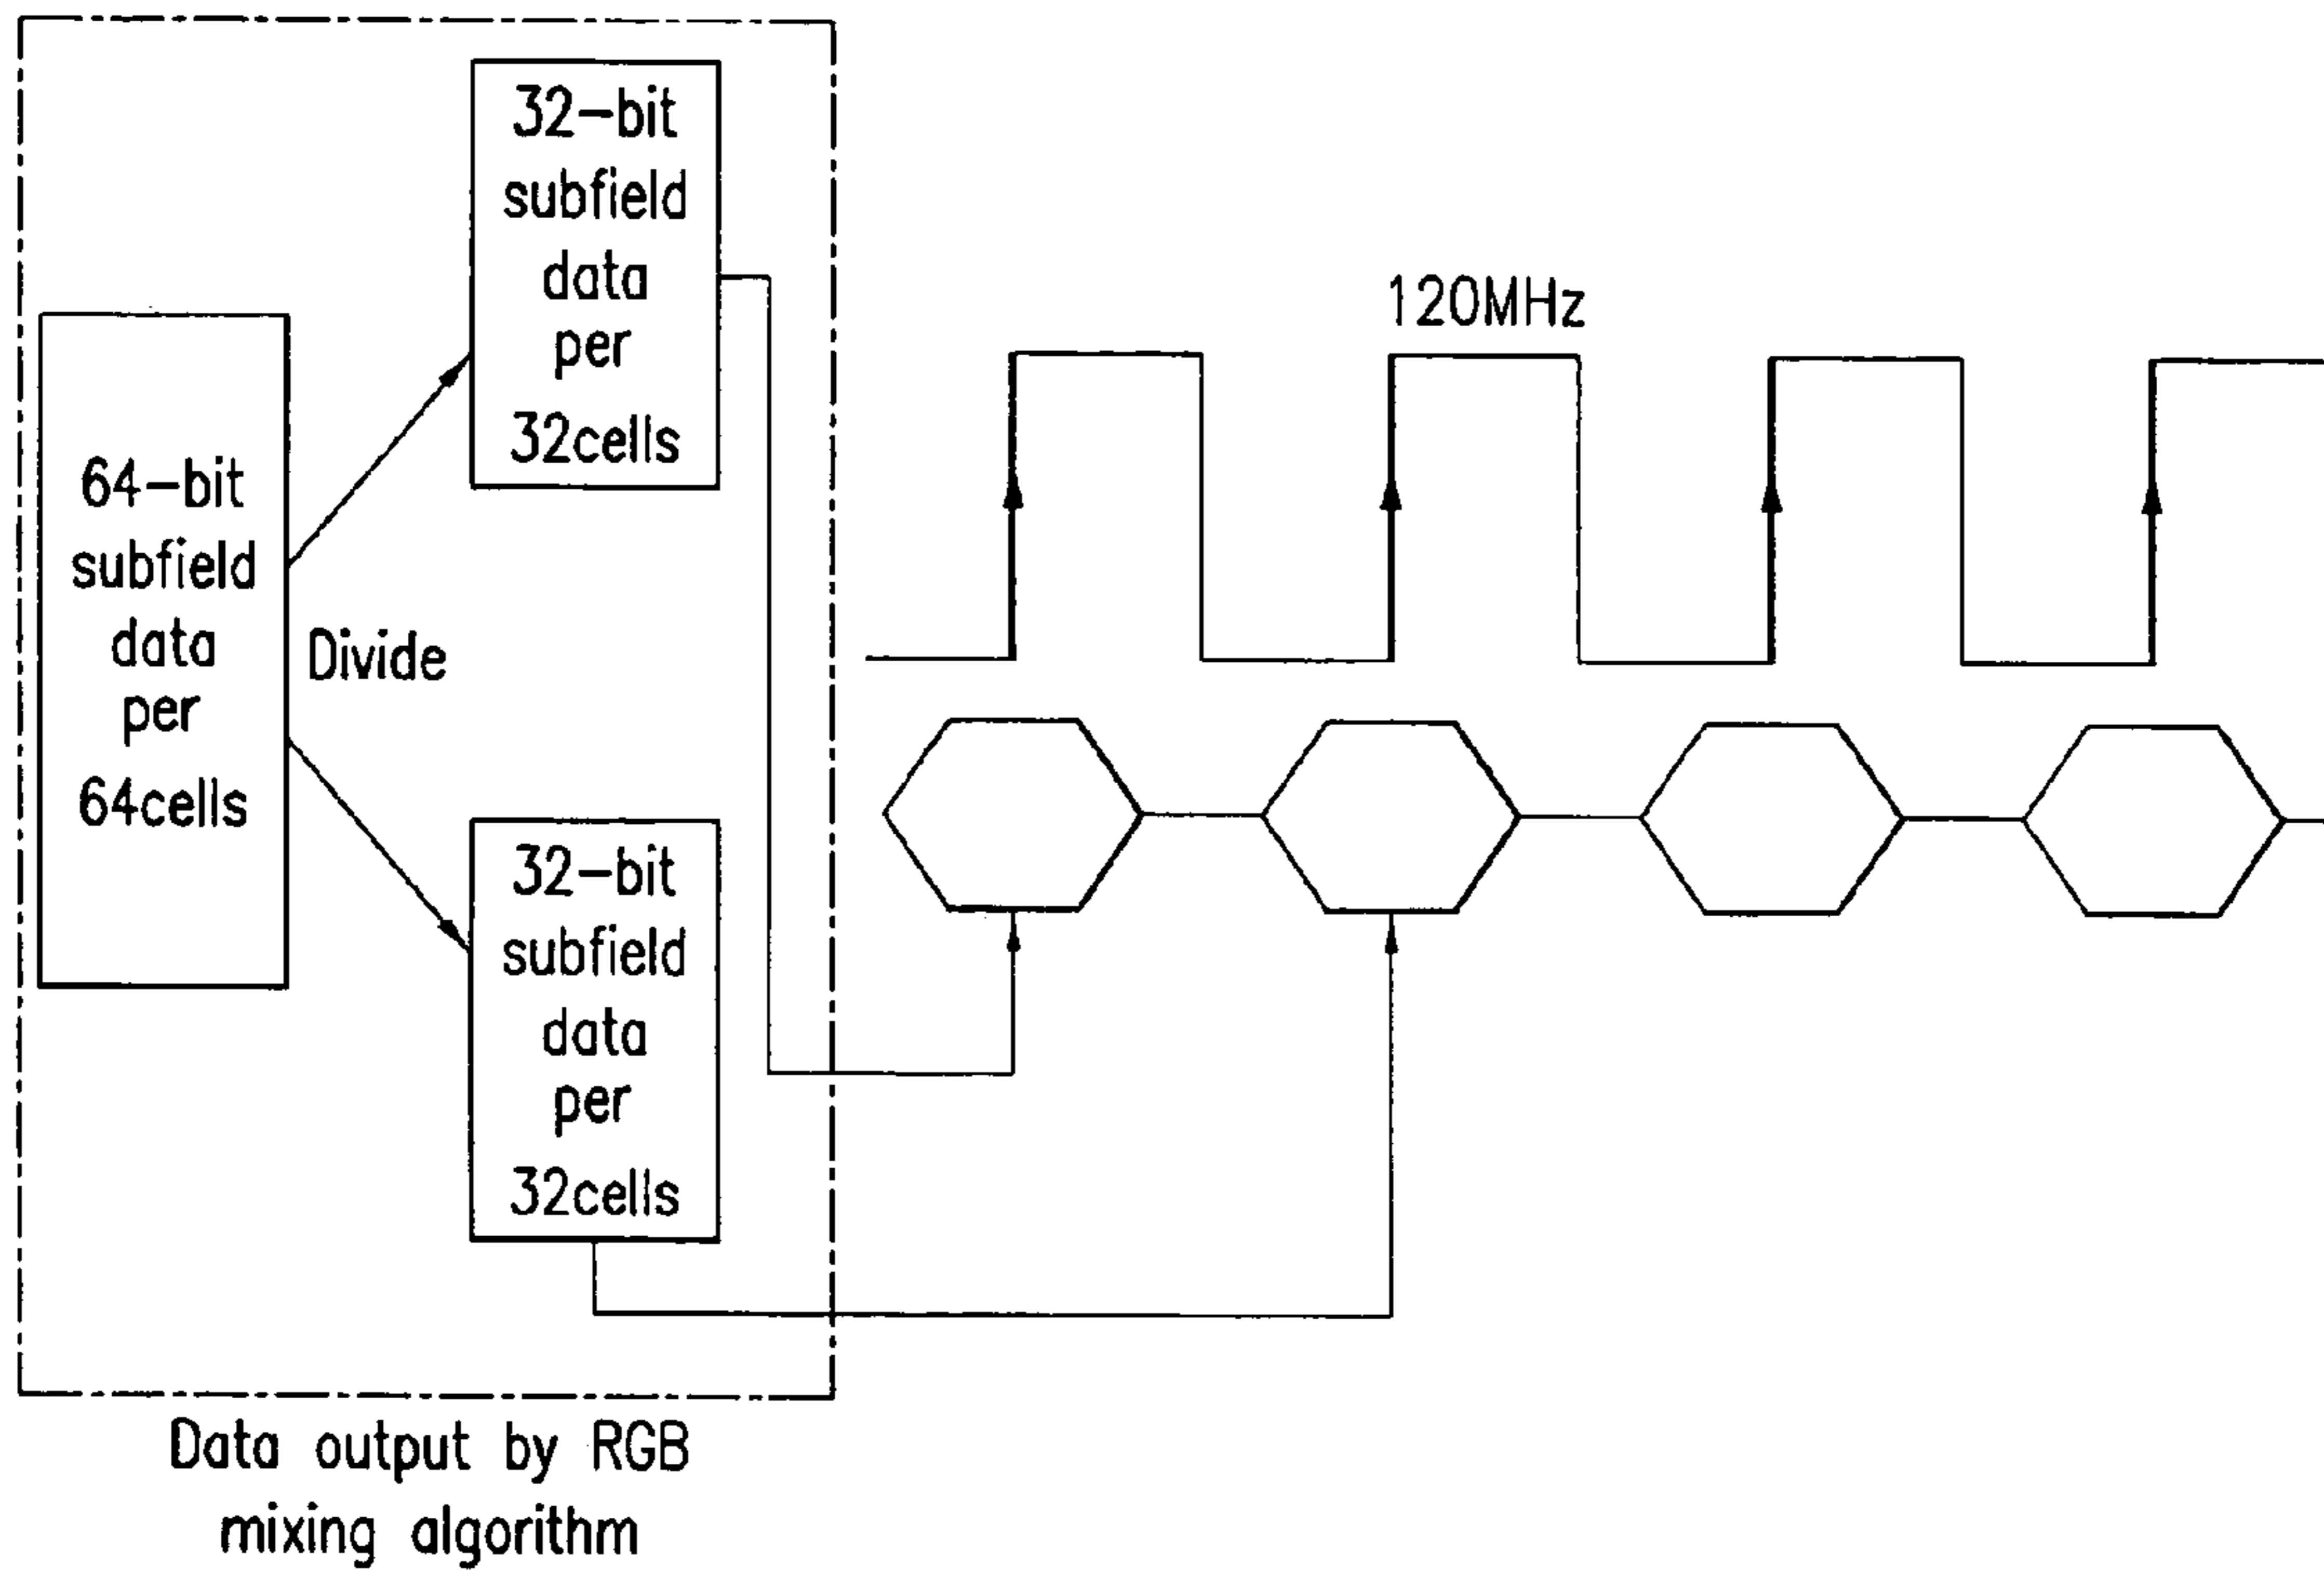 64-bit
subfield
data
per
64cells
Divide
32-bit
subfield
data
per
32cells
32-bit
subfield
data
per
32cells
120MHz
Data output by RGB
mixing algorithm